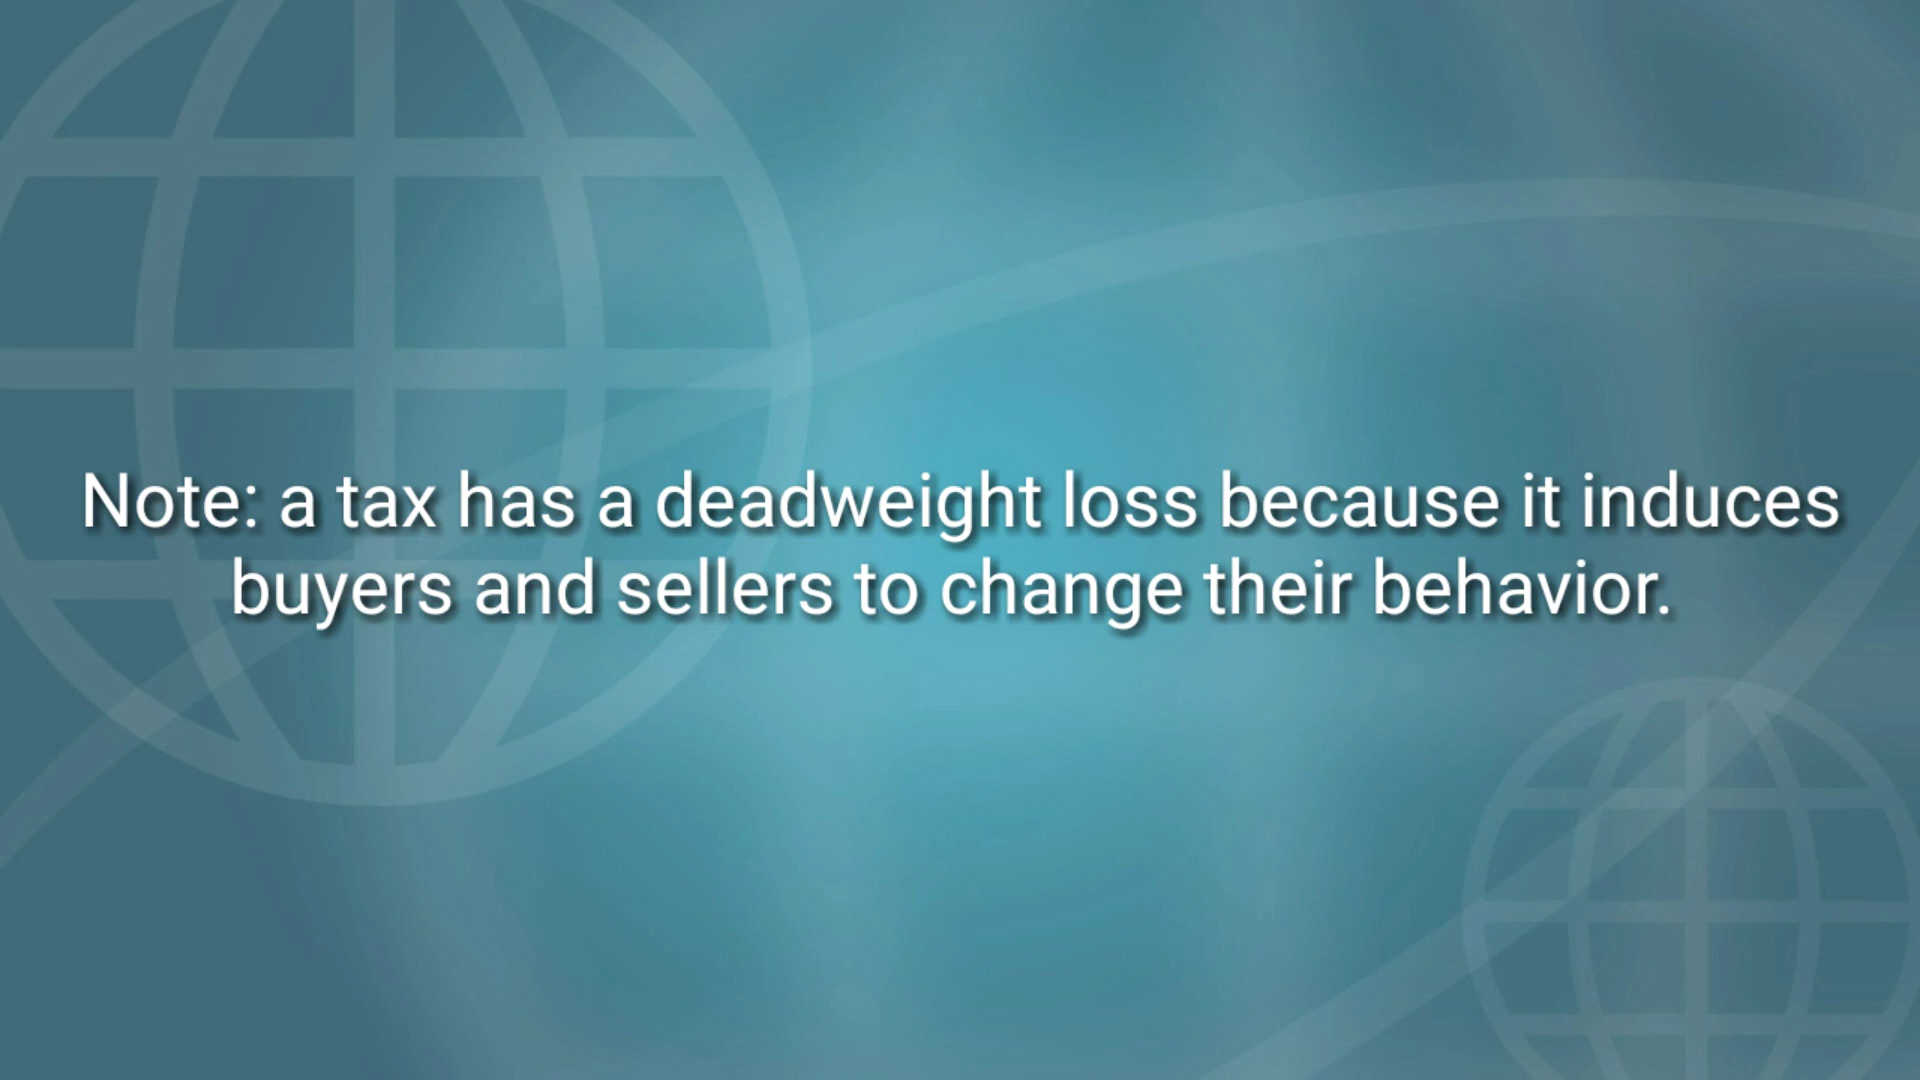 Note: a tax has a deadweight loss because it induces
buyers and sellers to change their behavior.